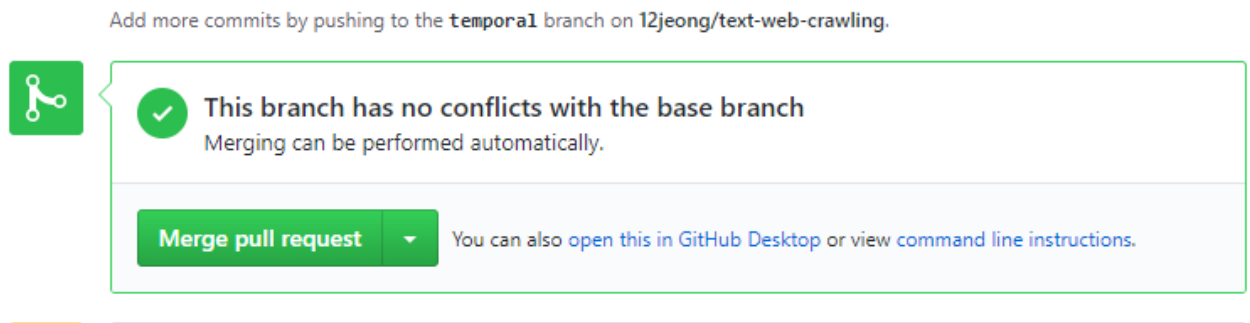 Add more commits by pushing to the temporal branch on 12jeong/text-web-crawling.
This branch has no conflicts with the base branch
Merging can be performed automatically.
Merge pull request
You can also open this in GitHub Desktop or view command line instructions.